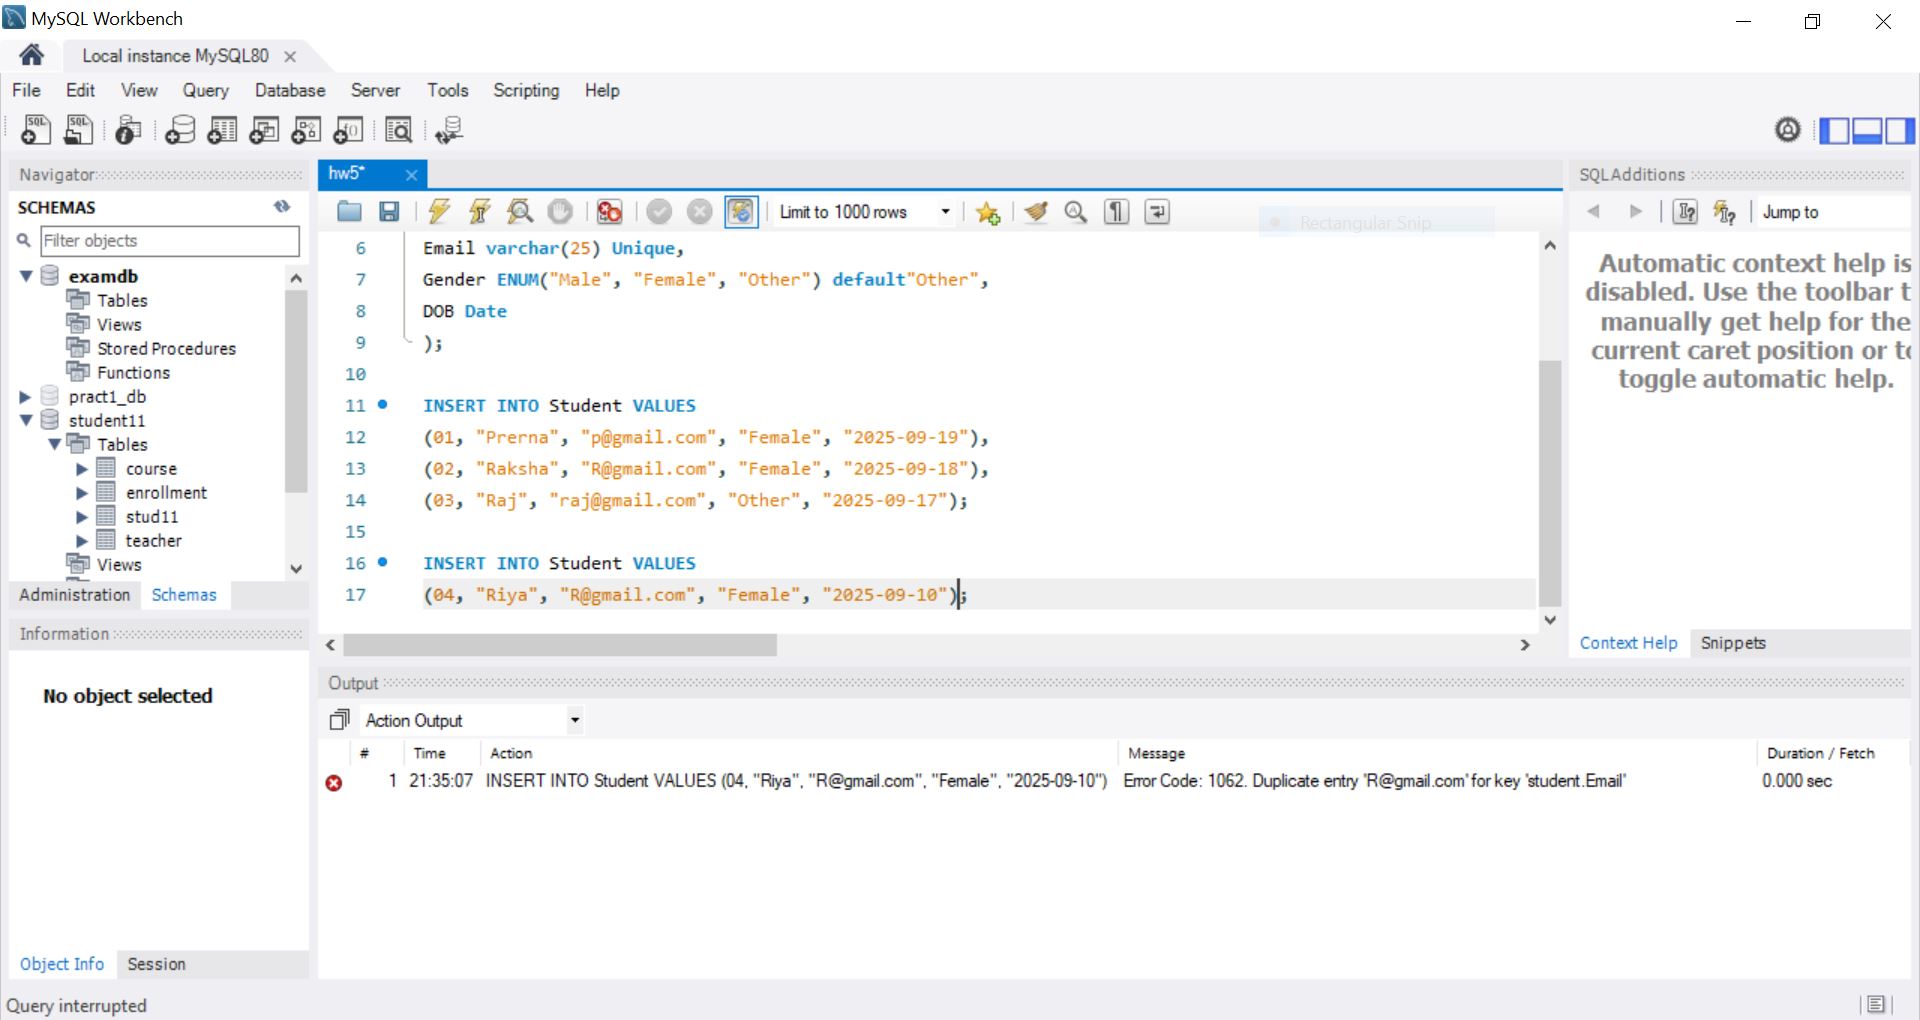 MySQL Workbench
Local instance MySQL80
File Edit View Query Database Server Tools Scripting Help
Navigator
SCHEMAS
Filter objects
examdb
Tables
Views
Stored Procedures
Functions
pract1_db
student11
Tables
course
enrollment
stud11
teacher
Views
Administration Schemas
Information
No object selected
Object Info Session
Query interrupted
hw5*
Limit to 1000 rows
Rectangular Snip
6 Email varchar(25) Unique,
7 Gender ENUM("Male", "Female", "Other") default"Other",
8 DOB Date
9 );
10
11 INSERT INTO Student VALUES
12 (01, "Prerna", "p@gmail.com", "Female", "2025-09-19"),
13 (02, "Raksha", "R@gmail.com", "Female", "2025-09-18"),
14 (03, "Raj", "raj@gmail.com", "Other", "2025-09-17");
15
16 INSERT INTO Student VALUES
17 (04, "Riya", "R@gmail.com", "Female", "2025-09-10");
SQLAdditions
Jump to
Automatic context help is
disabled. Use the toolbar t
manually get help for the
current caret position or to
toggle automatic help.
Context Help Snippets
Output
Action Output
# Time Action Message Duration / Fetch
1 21:35:07 INSERT INTO Student VALUES (04, "Riya", "R@gmail.com", "Female", "2025-09-10") Error Code: 1062. Duplicate entry 'R@gmail.com' for key 'student.Email' 0.000 sec